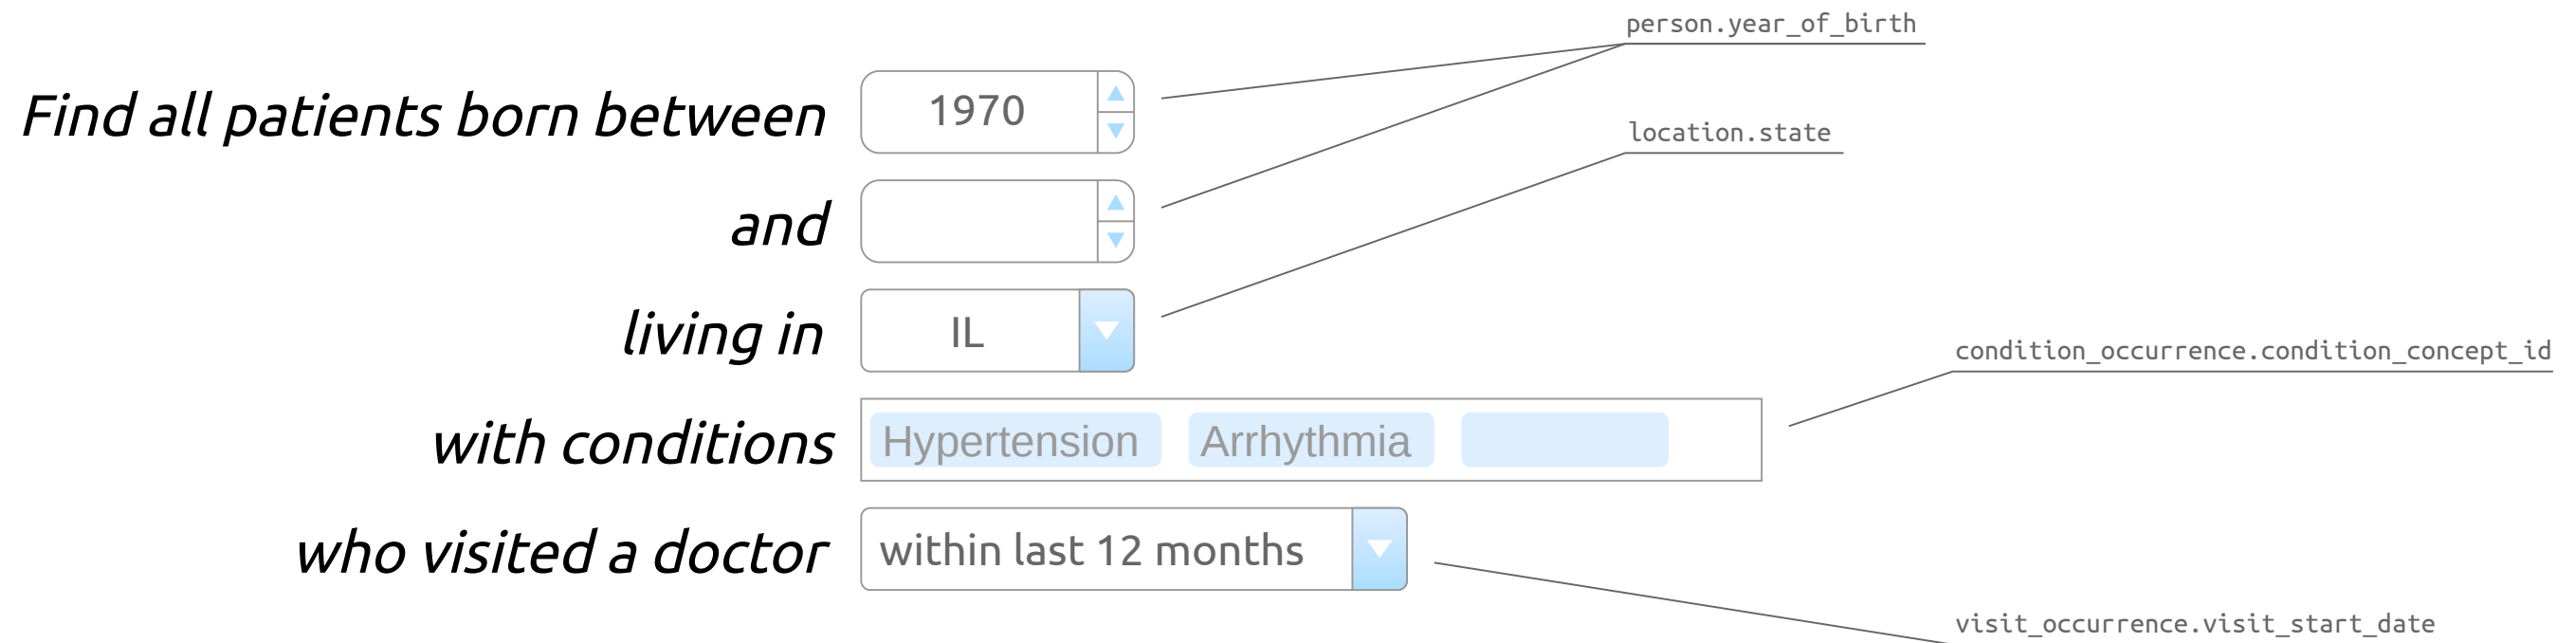 person.year_of_birth
Find all patients born between 1970
location.state
and
living in IL
condition_occurrence.condition_concept_id
with conditions Hypertension Arrhythmia
who visited a doctor within last 12 months
visit_occurrence.visit_start_date